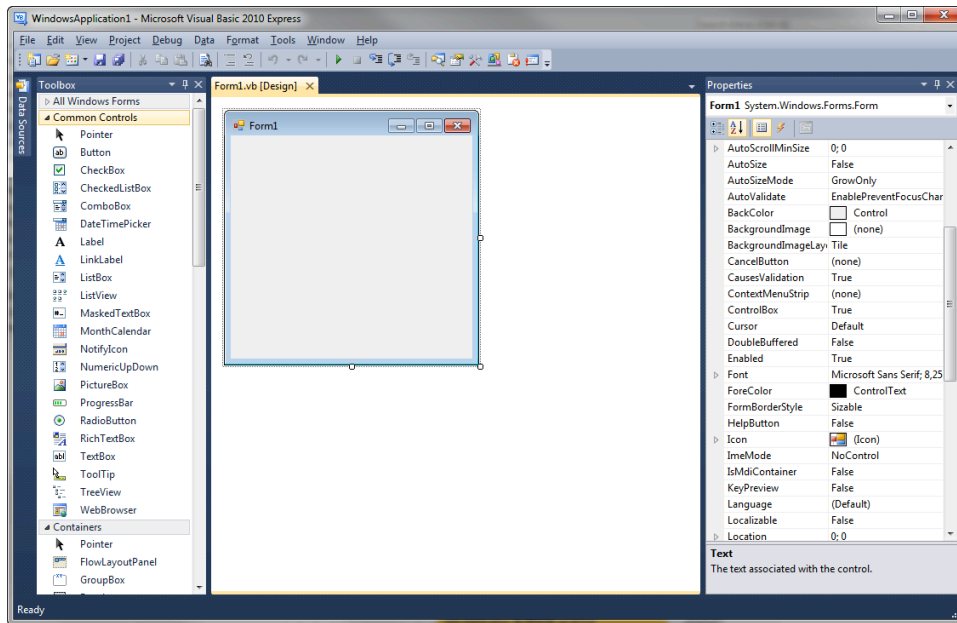 WindowsApplication1 - Microsoft Visual Basic 2010 Express
File Edit View Project Debug Data Format Tools Window Help
Data Sources
Toolbox
All Windows Forms
Common Controls
Pointer
Button
CheckBox
CheckedListBox
ComboBox
DateTimePicker
A Label
A LinkLabel
ListBox
ListView
MaskedTextBox
MonthCalendar
NotifyIcon
NumericUpDown
PictureBox
ProgressBar
RadioButton
RichTextBox
TextBox
ToolTip
TreeView
WebBrowser
Containers
Pointer
FlowLayoutPanel
GroupBox
Form1.vb [Design]
Form1
Properties
Form1 System.Windows.Forms.Form
AutoScrollMinSize 0; 0
AutoSize False
AutoSizeMode GrowOnly
AutoValidate EnablePreventFocusChar
BackColor Control
BackgroundImage (none)
BackgroundImageLay Tile
CancelButton (none)
CausesValidation True
ContextMenuStrip (none)
ControlBox True
Cursor Default
DoubleBuffered False
Enabled True
Font Microsoft Sans Serif; 8,25
ForeColor ControlText
FormBorderStyle Sizable
HelpButton False
Icon (Icon)
ImeMode NoControl
IsMdiContainer False
KeyPreview False
Language (Default)
Localizable False
Location 0; 0
Text
The text associated with the control.
Ready